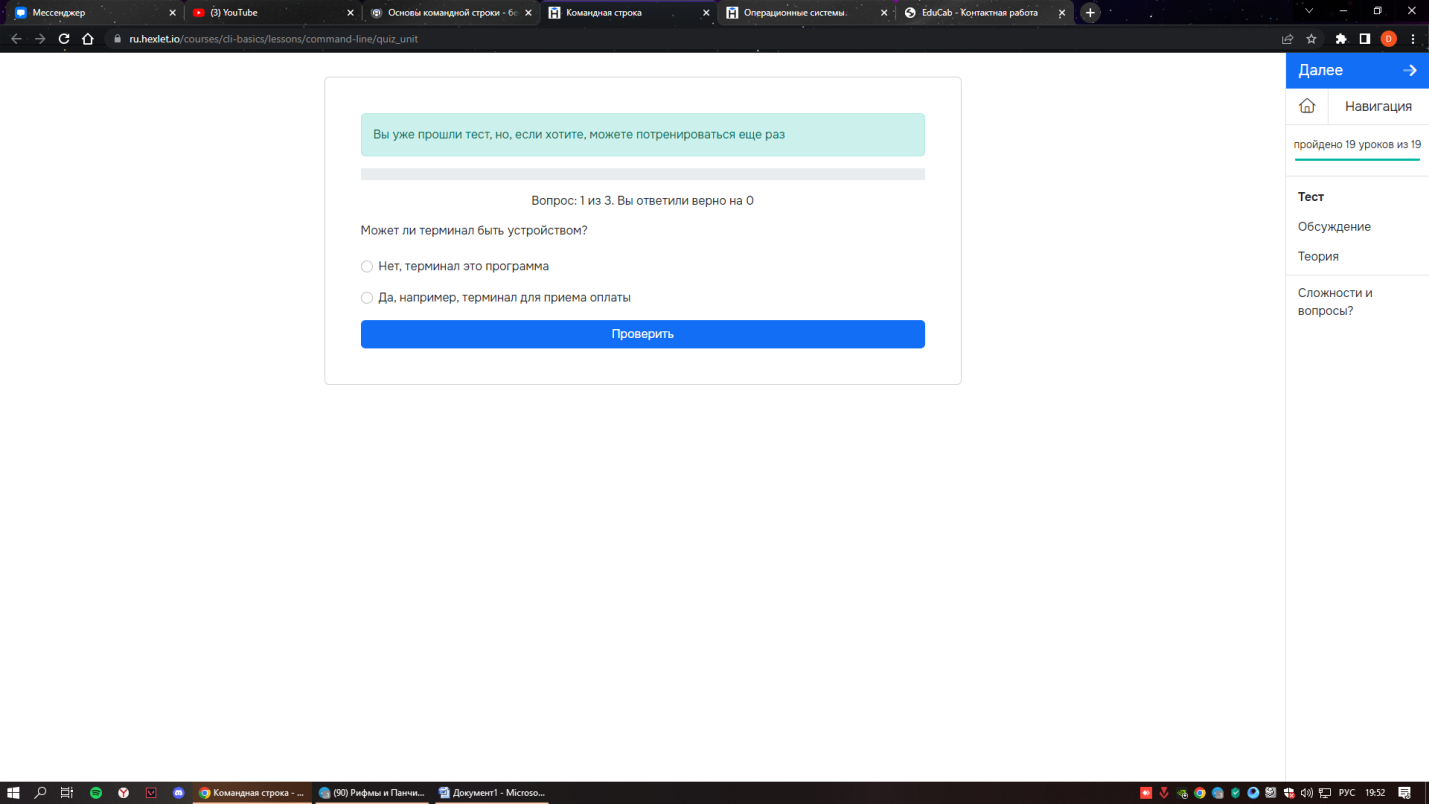 Мессенджер
(3) YouTube
Основы командной строки - бе
Командная строка
Операционные системы
EduCab - Контактная работа
ru.hexlet.io/courses/cli-basics/lessons/command-line/quiz_unit
D
Далее
Навигация
пройдено 19 уроков из 19
Тест
Обсуждение
Теория
Сложности и
вопросы?
Вы уже прошли тест, но, если хотите, можете потренироваться еще раз
Вопрос: 1 из 3. Вы ответили верно на 0
Может ли терминал быть устройством?
Нет, терминал это программа
Да, например, терминал для приема оплаты
Проверить
Командная строка - ...
(90) Рифмы и Панчи...
Документ1 - Microso...
РУС
19:52